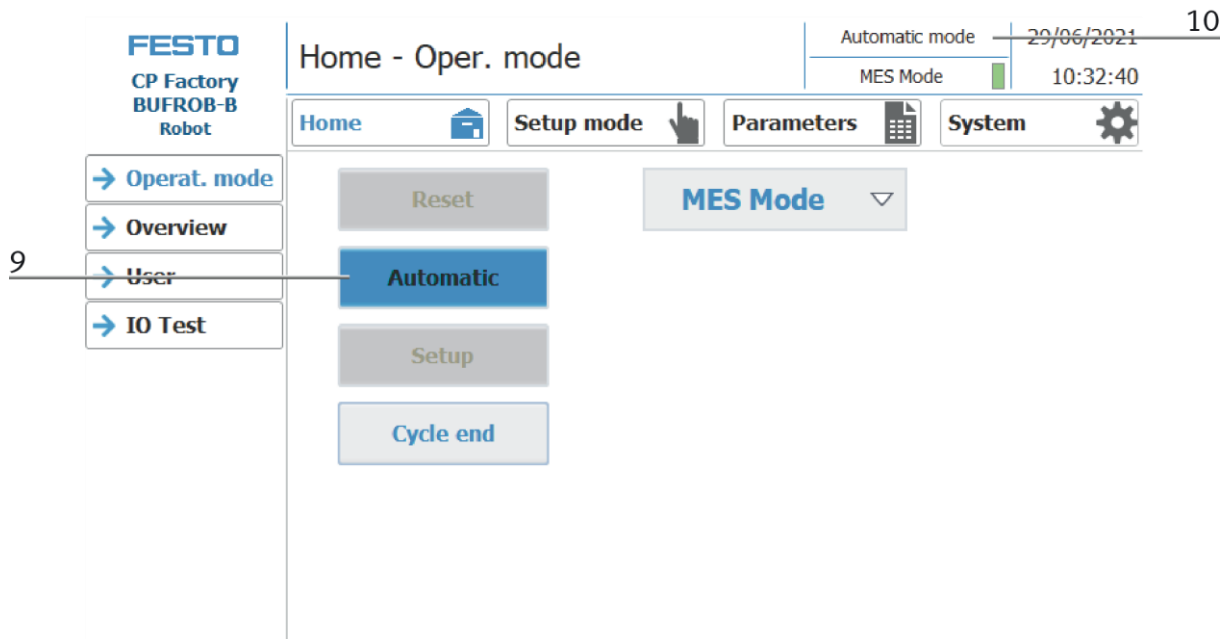 10
FESTO
CP Factory
BUFROB-B
Robot
Home - Oper. mode
Automatic mode
29/06/2021
MES Mode
10:32:40
Home
Setup mode
Parameters
System
Operat. mode
Overview
User
IO Test
9
Reset
MES Mode
Automatic
Setup
Cycle end